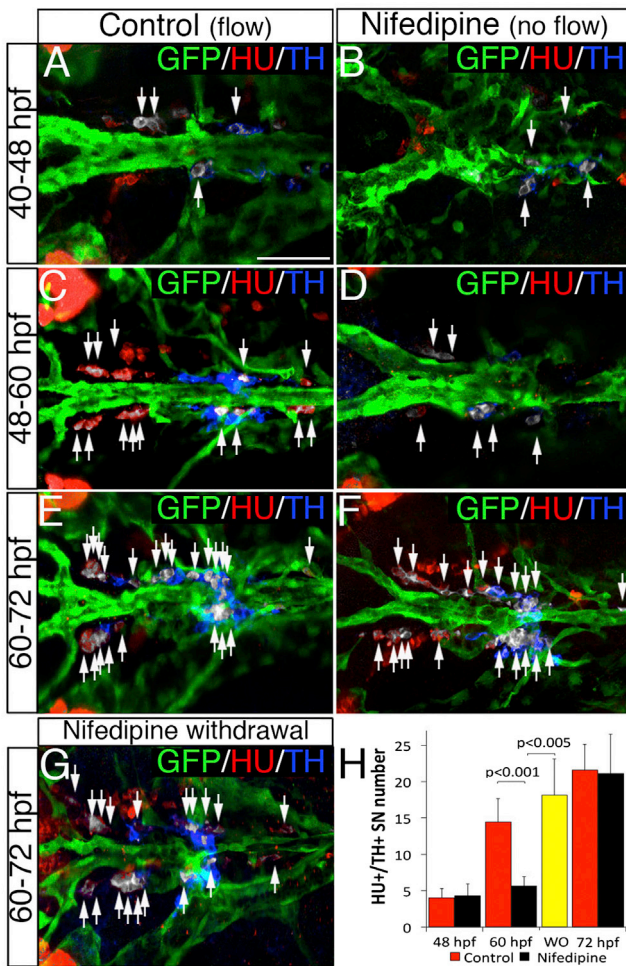 Control (flow)
Nifedipine (no flow)
40-48 hpf
A
GFP/HU/TH
B
GFP/HU/TH
48-60 hpf
C
GFP/HU/TH
D
GFP/HU/TH
60-72 hpf
E
GFP/HU/TH
F
GFP/HU/TH
Nifedipine withdrawal
60-72 hpf
G
GFP/HU/TH
H
HU+/TH+ SN number
25
20
15
10
5
0
p<0.001
p<0.005
48 hpf
60 hpf
WO
72 hpf
Control
Nifedipine